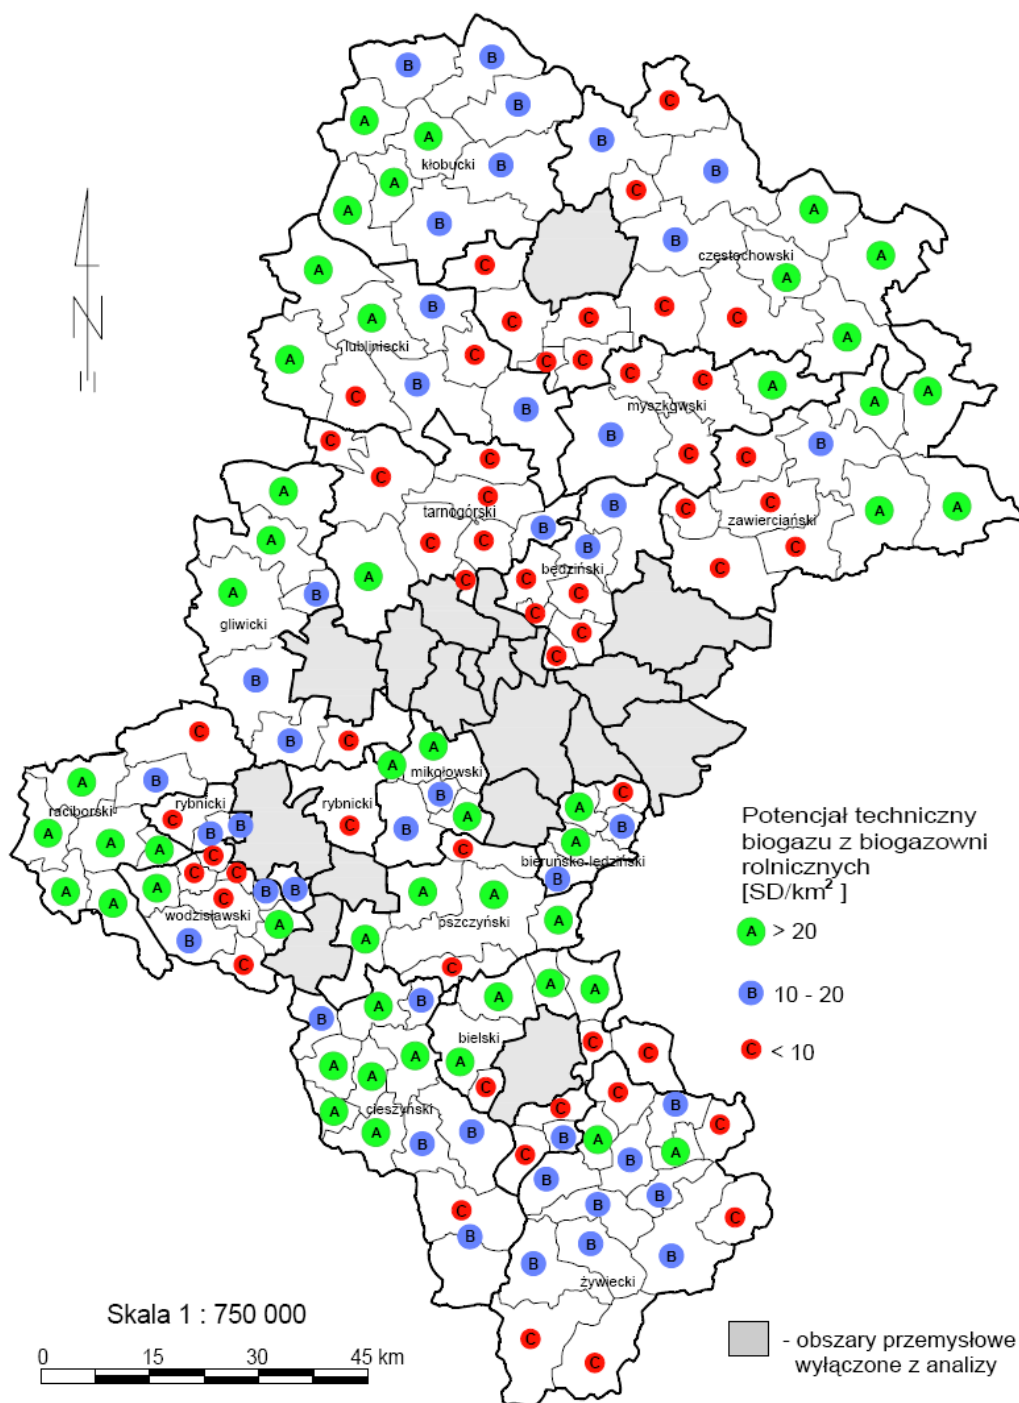 B
B
B
C
A
A
B
B
kłobucki
B
A
C
A
B
A
B
B
częstochowski
A
C
A
A
N
A
B
C
A
lubliniecki
C
C
C
C
A
A
C
C
C
B
C
C
myszkowski
A
A
A
C
B
B
B
C
C
C
C
C
B
A
C
tarnogórski
B
C
C
zawierciański
A
A
A
C
C
B
B
będziński
C
C
A
A
B
C
C
C
gliwicki
C
C
C
B
C
B
C
A
A
mikołowski
raciborski
A
B
rybnicki
rybnicki
B
A
C
A
C
B
B
C
B
A
B
A
A
C
C
A
bieruńsko-lędziński
A
A
A
C
C
C
B
B
A
A
B
wodzisławski
pszczyński
A
A
B
C
A
C
B
A
B
A
A
A
bielski
A
A
A
A
C
C
C
A
cieszyński
A
B
B
C
B
C
A
B
C
C
B
A
B
B
B
C
B
B
B
B
B
C
żywiecki
C
C
Potencjał techniczny
biogazu z biogazowni
rolniczych
[SD/km² ]
A > 20
B 10 - 20
C < 10
Skala 1 : 750 000
0 15 30 45 km
- obszary przemysłowe
wyłączone z analizy